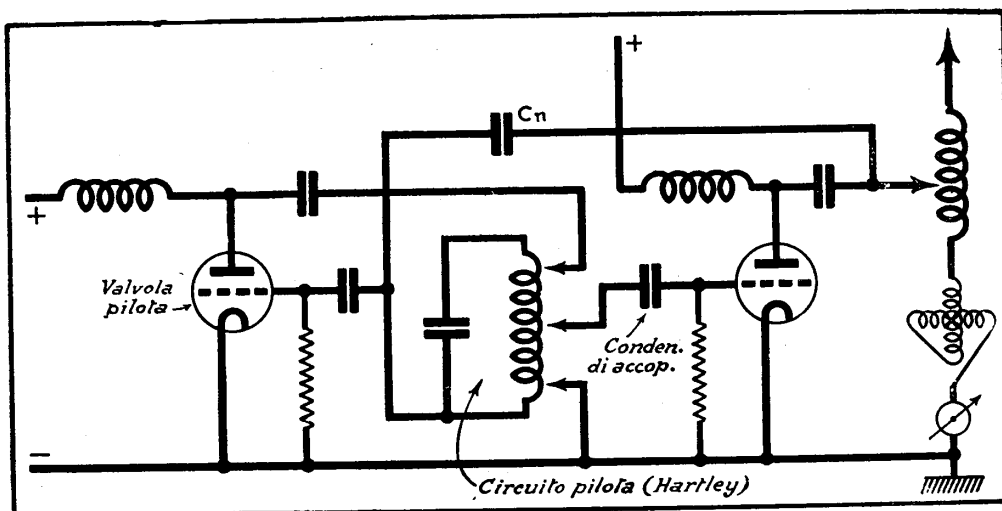 +
Cn
+
Valvola
pilota
Conden.
di accop.
−
Circuito pilota (Hartley)